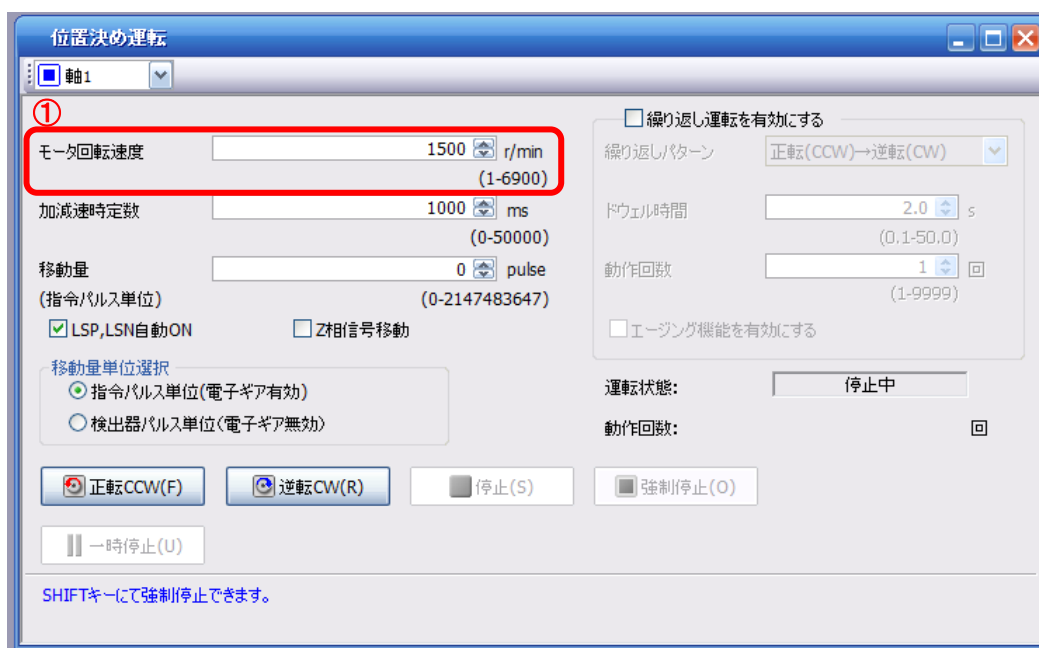 位置決め運転
軸1
①
モータ回転速度 1500 r/min
(1-6900)
加減速時定数 1000 ms
(0-50000)
移動量 0 pulse
(指令パルス単位) (0-2147483647)
LSP,LSN自動ON Z相信号移動
移動量単位選択
指令パルス単位(電子ギア有効)
検出器パルス単位(電子ギア無効)
繰り返し運転を有効にする
繰り返しパターン 正転(CCW)→逆転(CW)
ドウェル時間 2.0 s
(0.1-50.0)
動作回数 1 回
(1-9999)
エージング機能を有効にする
運転状態: 停止中
動作回数: 回
正転CCW(F) 逆転CW(R) 停止(S) 強制停止(O)
一時停止(U)
SHIFTキーにて強制停止できます。